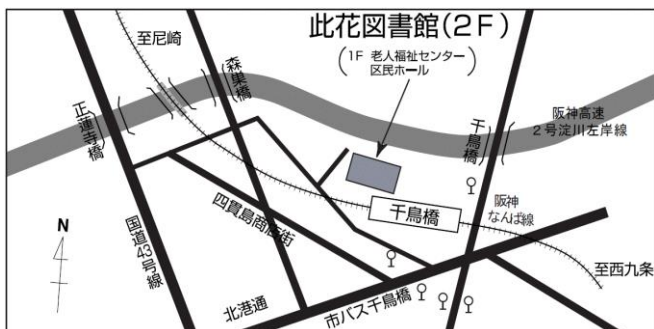 此花図書館(2F)
(1F 老人福祉センター
区民ホール)
至尼崎
森巣橋
正蓮寺橋
千鳥橋
阪神高速
2号淀川左岸線
千鳥橋
阪神
なんば線
四貫島商店街
国道43号線
N
北港通
市バス千鳥橋
至西九条